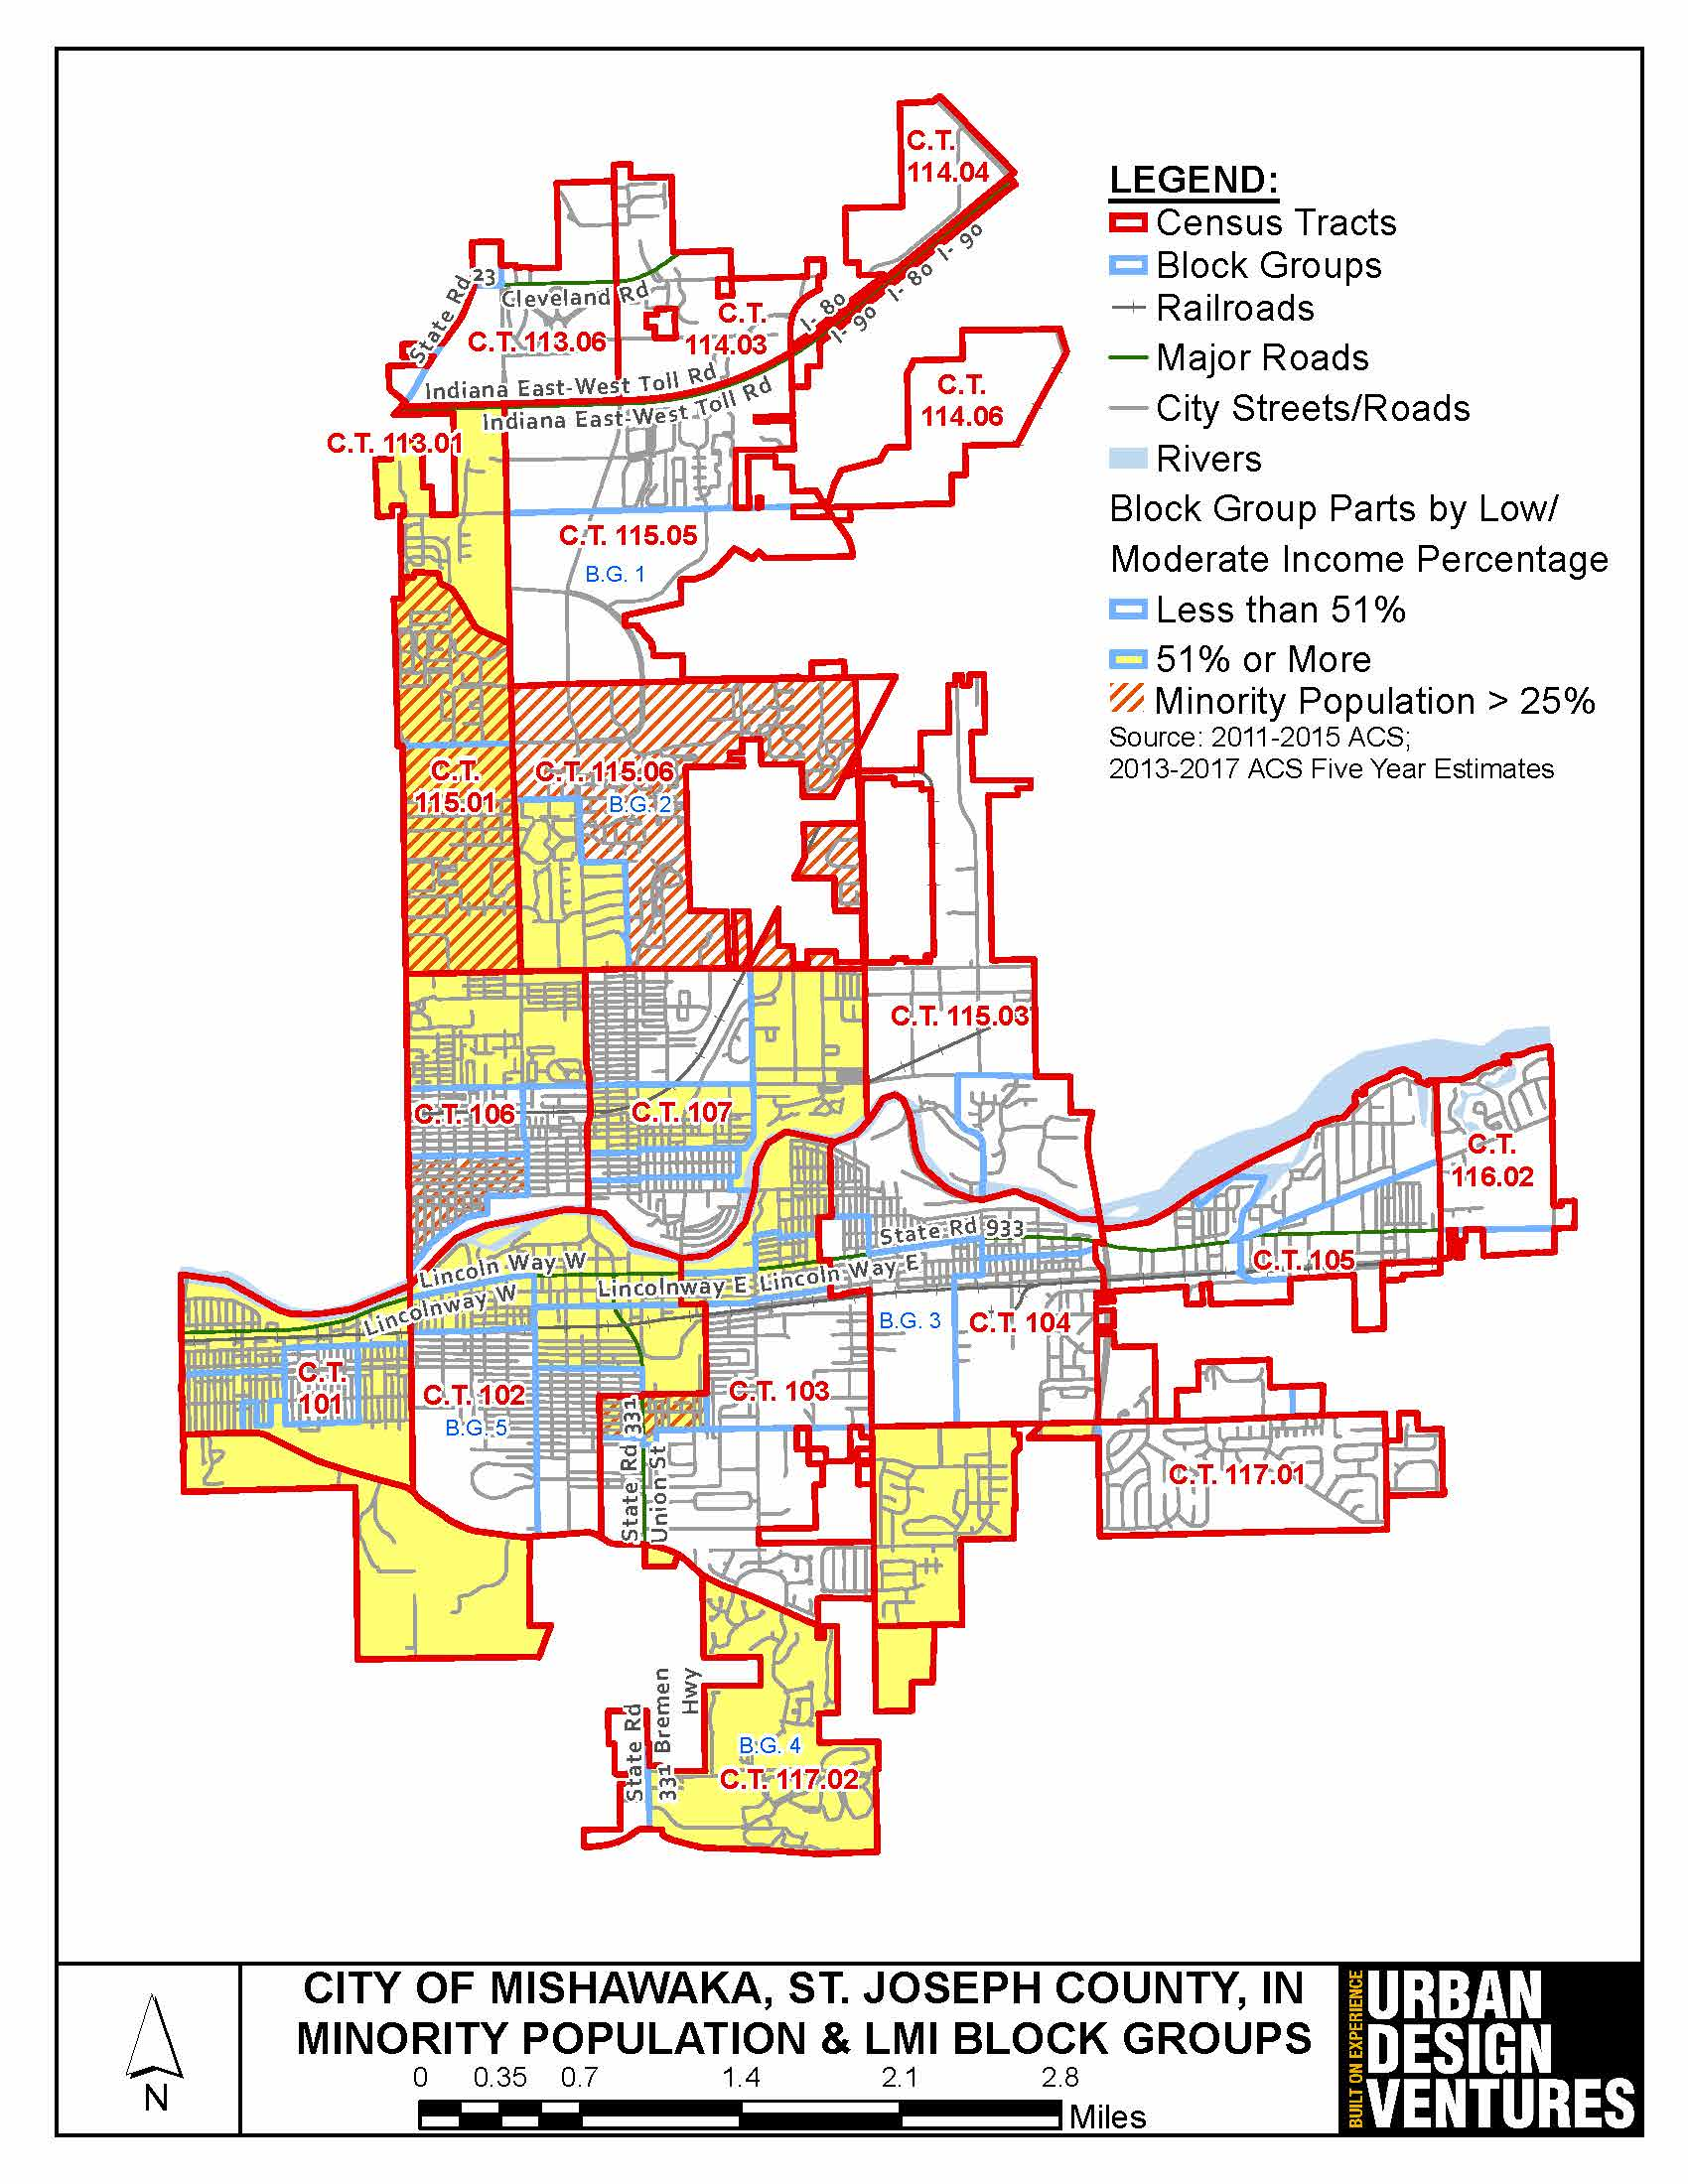 C.T.
114.04
LEGEND:
Census Tracts
Block Groups
Railroads
Major Roads
City Streets/Roads
Rivers
Block Group Parts by Low/
Moderate Income Percentage
Less than 51%
51% or More
Minority Population > 25%
Source: 2011-2015 ACS;
2013-2017 ACS Five Year Estimates
State Rd 23
Cleveland Rd
I- 80 I- 90
I- 80
I- 90
C.T. 113.06
C.T.
114.03
Indiana East-West Toll Rd
Indiana East-West Toll Rd
C.T.
114.06
C.T. 113.01
C.T. 115.05
B.G. 1
C.T.
115.01
C.T. 115.06
B.G. 2
C.T. 115.03
C.T. 106
C.T. 107
C.T.
116.02
State Rd 933
Lincoln Way W
Lincolnway W
Lincolnway E
Lincoln Way E
C.T. 105
B.G. 3
C.T. 104
C.T.
101
C.T. 102
B.G. 5
C.T. 103
State Rd 331
Union St
C.T. 117.01
State Rd
331 Bremen
Hwy
B.G. 4
C.T. 117.02
N
CITY OF MISHAWAKA, ST. JOSEPH COUNTY, IN
MINORITY POPULATION & LMI BLOCK GROUPS
0 0.35 0.7 1.4 2.1 2.8
Miles
BUILT ON EXPERIENCE
URBAN
DESIGN
VENTURES